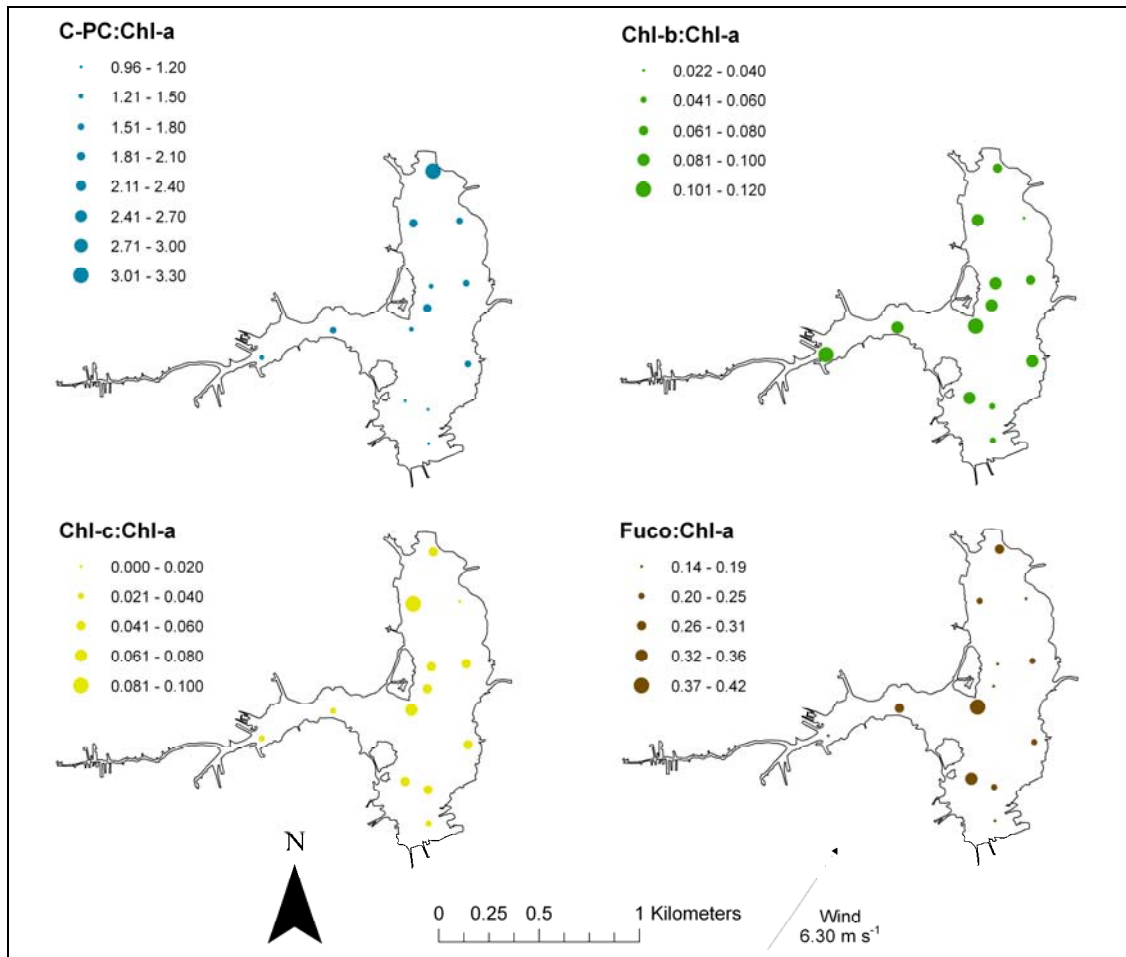 C-PC:Chl-a
0.96 - 1.20
1.21 - 1.50
1.51 - 1.80
1.81 - 2.10
2.11 - 2.40
2.41 - 2.70
2.71 - 3.00
3.01 - 3.30
Chl-b:Chl-a
0.022 - 0.040
0.041 - 0.060
0.061 - 0.080
0.081 - 0.100
0.101 - 0.120
Chl-c:Chl-a
0.000 - 0.020
0.021 - 0.040
0.041 - 0.060
0.061 - 0.080
0.081 - 0.100
Fuco:Chl-a
0.14 - 0.19
0.20 - 0.25
0.26 - 0.31
0.32 - 0.36
0.37 - 0.42
N
0 0.25 0.5 1 Kilometers
Wind
6.30 m s⁻¹